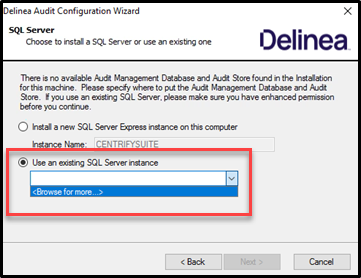 Delinea Audit Configuration Wizard
SQL Server
Choose to install a SQL Server or use an existing one
Delinea
There is no available Audit Management Database and Audit Store found in the Installation
for this machine. Please specify where to put the Audit Management Database and Audit
Store. If you use an existing SQL Server, please make sure you have enhanced permission
before you continue.
Install a new SQL Server Express instance on this computer
Instance Name: CENTRIFYSUITE
Use an existing SQL Server instance
<Browse for more...>
< Back
Next >
Cancel